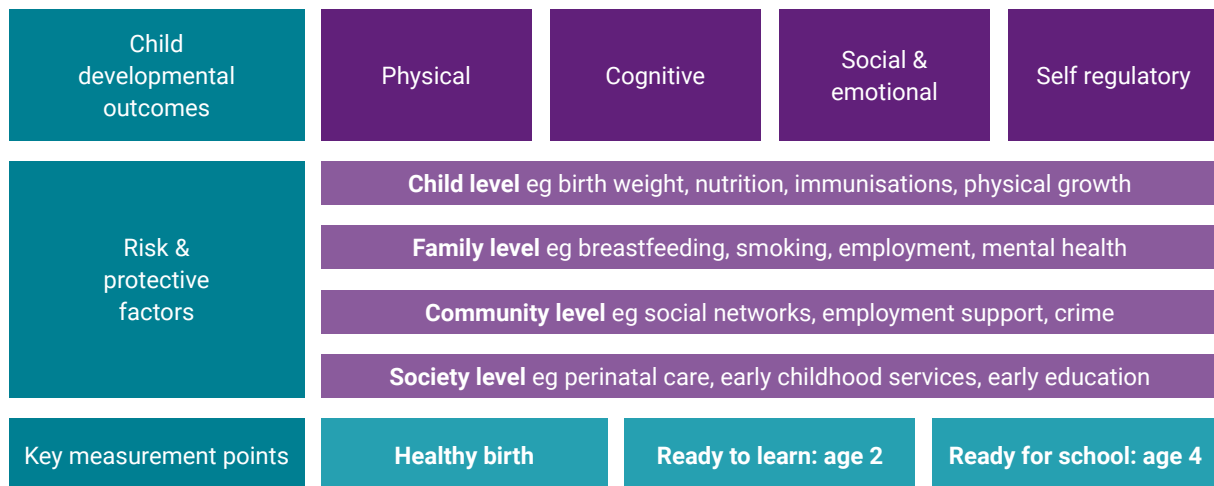 Child
developmental
outcomes
Physical
Cognitive
Social &
emotional
Self regulatory
Risk &
protective
factors
Child level eg birth weight, nutrition, immunisations, physical growth
Family level eg breastfeeding, smoking, employment, mental health
Community level eg social networks, employment support, crime
Society level eg perinatal care, early childhood services, early education
Key measurement points
Healthy birth
Ready to learn: age 2
Ready for school: age 4